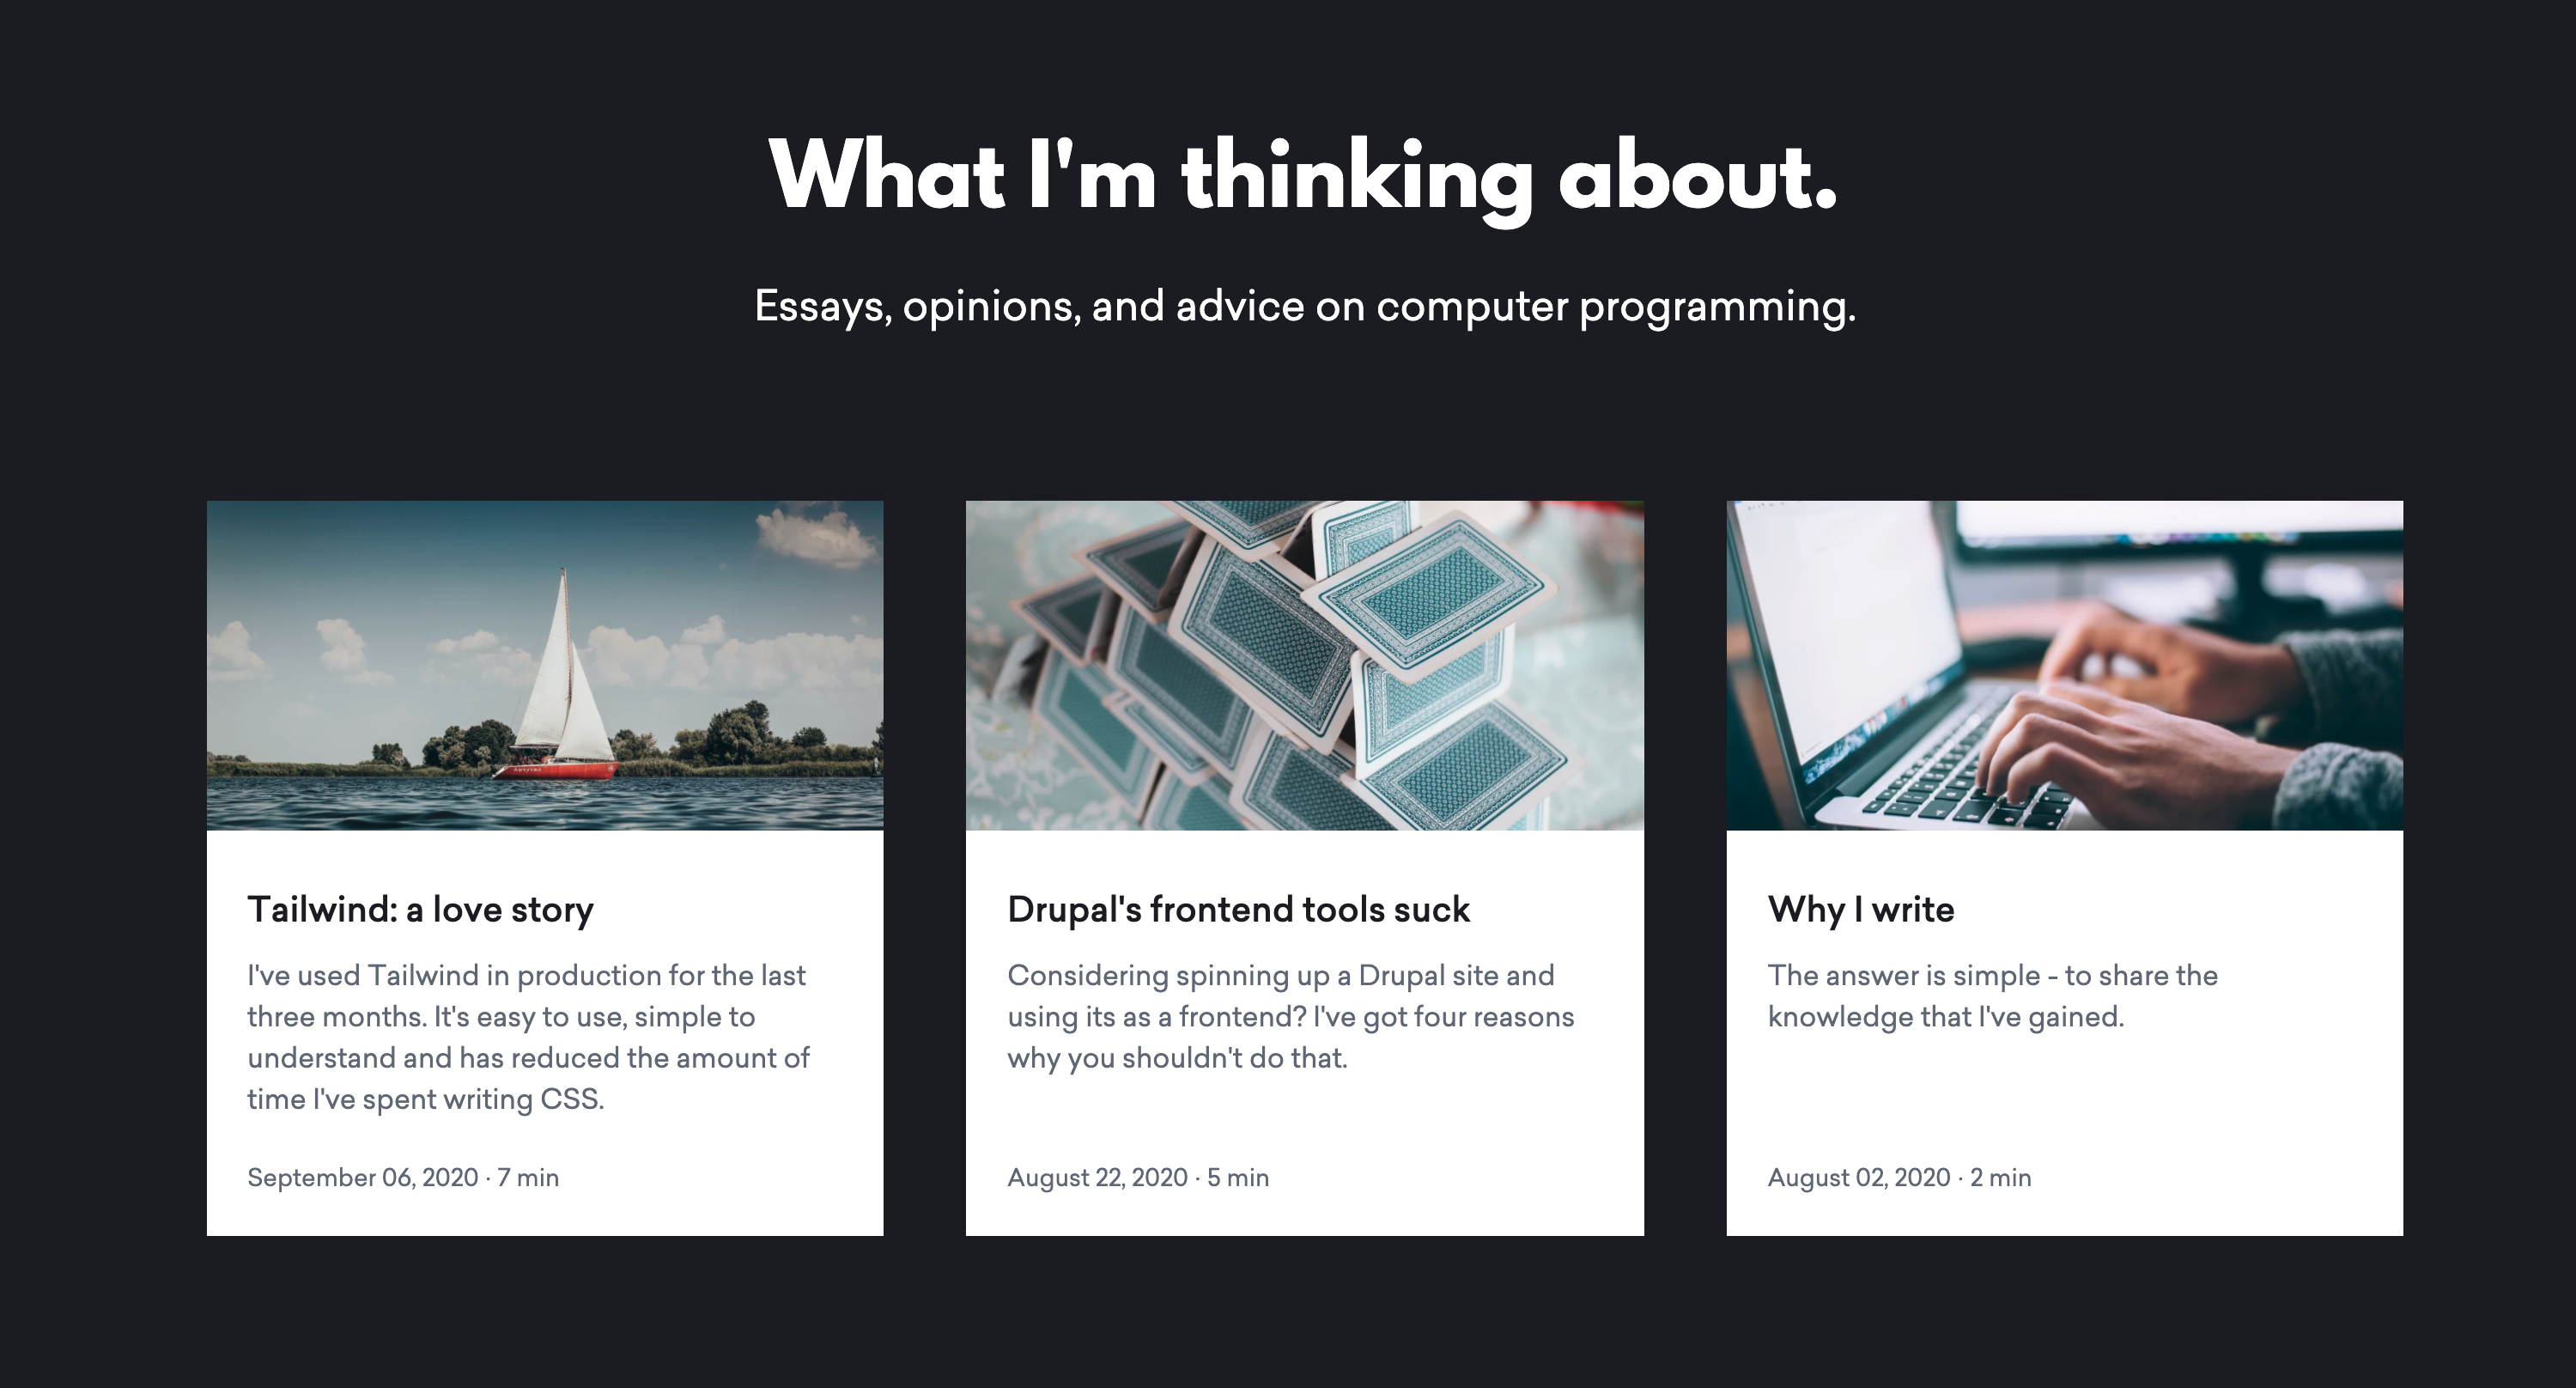 What I'm thinking about.
Essays, opinions, and advice on computer programming.
Tailwind: a love story
I've used Tailwind in production for the last
three months. It's easy to use, simple to
understand and has reduced the amount of
time I've spent writing CSS.
September 06, 2020 · 7 min
Drupal's frontend tools suck
Considering spinning up a Drupal site and
using its as a frontend? I've got four reasons
why you shouldn't do that.
August 22, 2020 · 5 min
Why I write
The answer is simple - to share the
knowledge that I've gained.
August 02, 2020 · 2 min